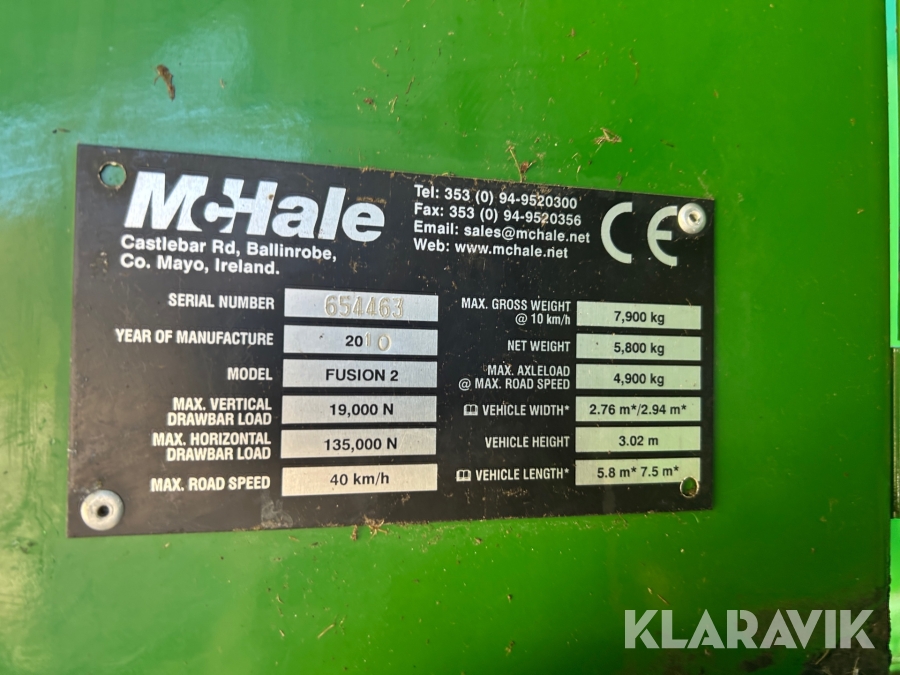 McHale
Castlebar Rd, Ballinrobe,
Co. Mayo, Ireland.
Tel: 353 (0) 94-9520300
Fax: 353 (0) 94-9520356
Email: sales@mchale.net
Web: www.mchale.net
CE
SERIAL NUMBER 654463
YEAR OF MANUFACTURE 2010
MODEL FUSION 2
MAX. VERTICAL
DRAWBAR LOAD 19,000 N
MAX. HORIZONTAL
DRAWBAR LOAD 135,000 N
MAX. ROAD SPEED 40 km/h
MAX. GROSS WEIGHT
@ 10 km/h 7,900 kg
NET WEIGHT 5,800 kg
MAX. AXLELOAD
@ MAX. ROAD SPEED 4,900 kg
VEHICLE WIDTH* 2.76 m*/2.94 m*
VEHICLE HEIGHT 3.02 m
VEHICLE LENGTH* 5.8 m* 7.5 m*
KLARAVIK